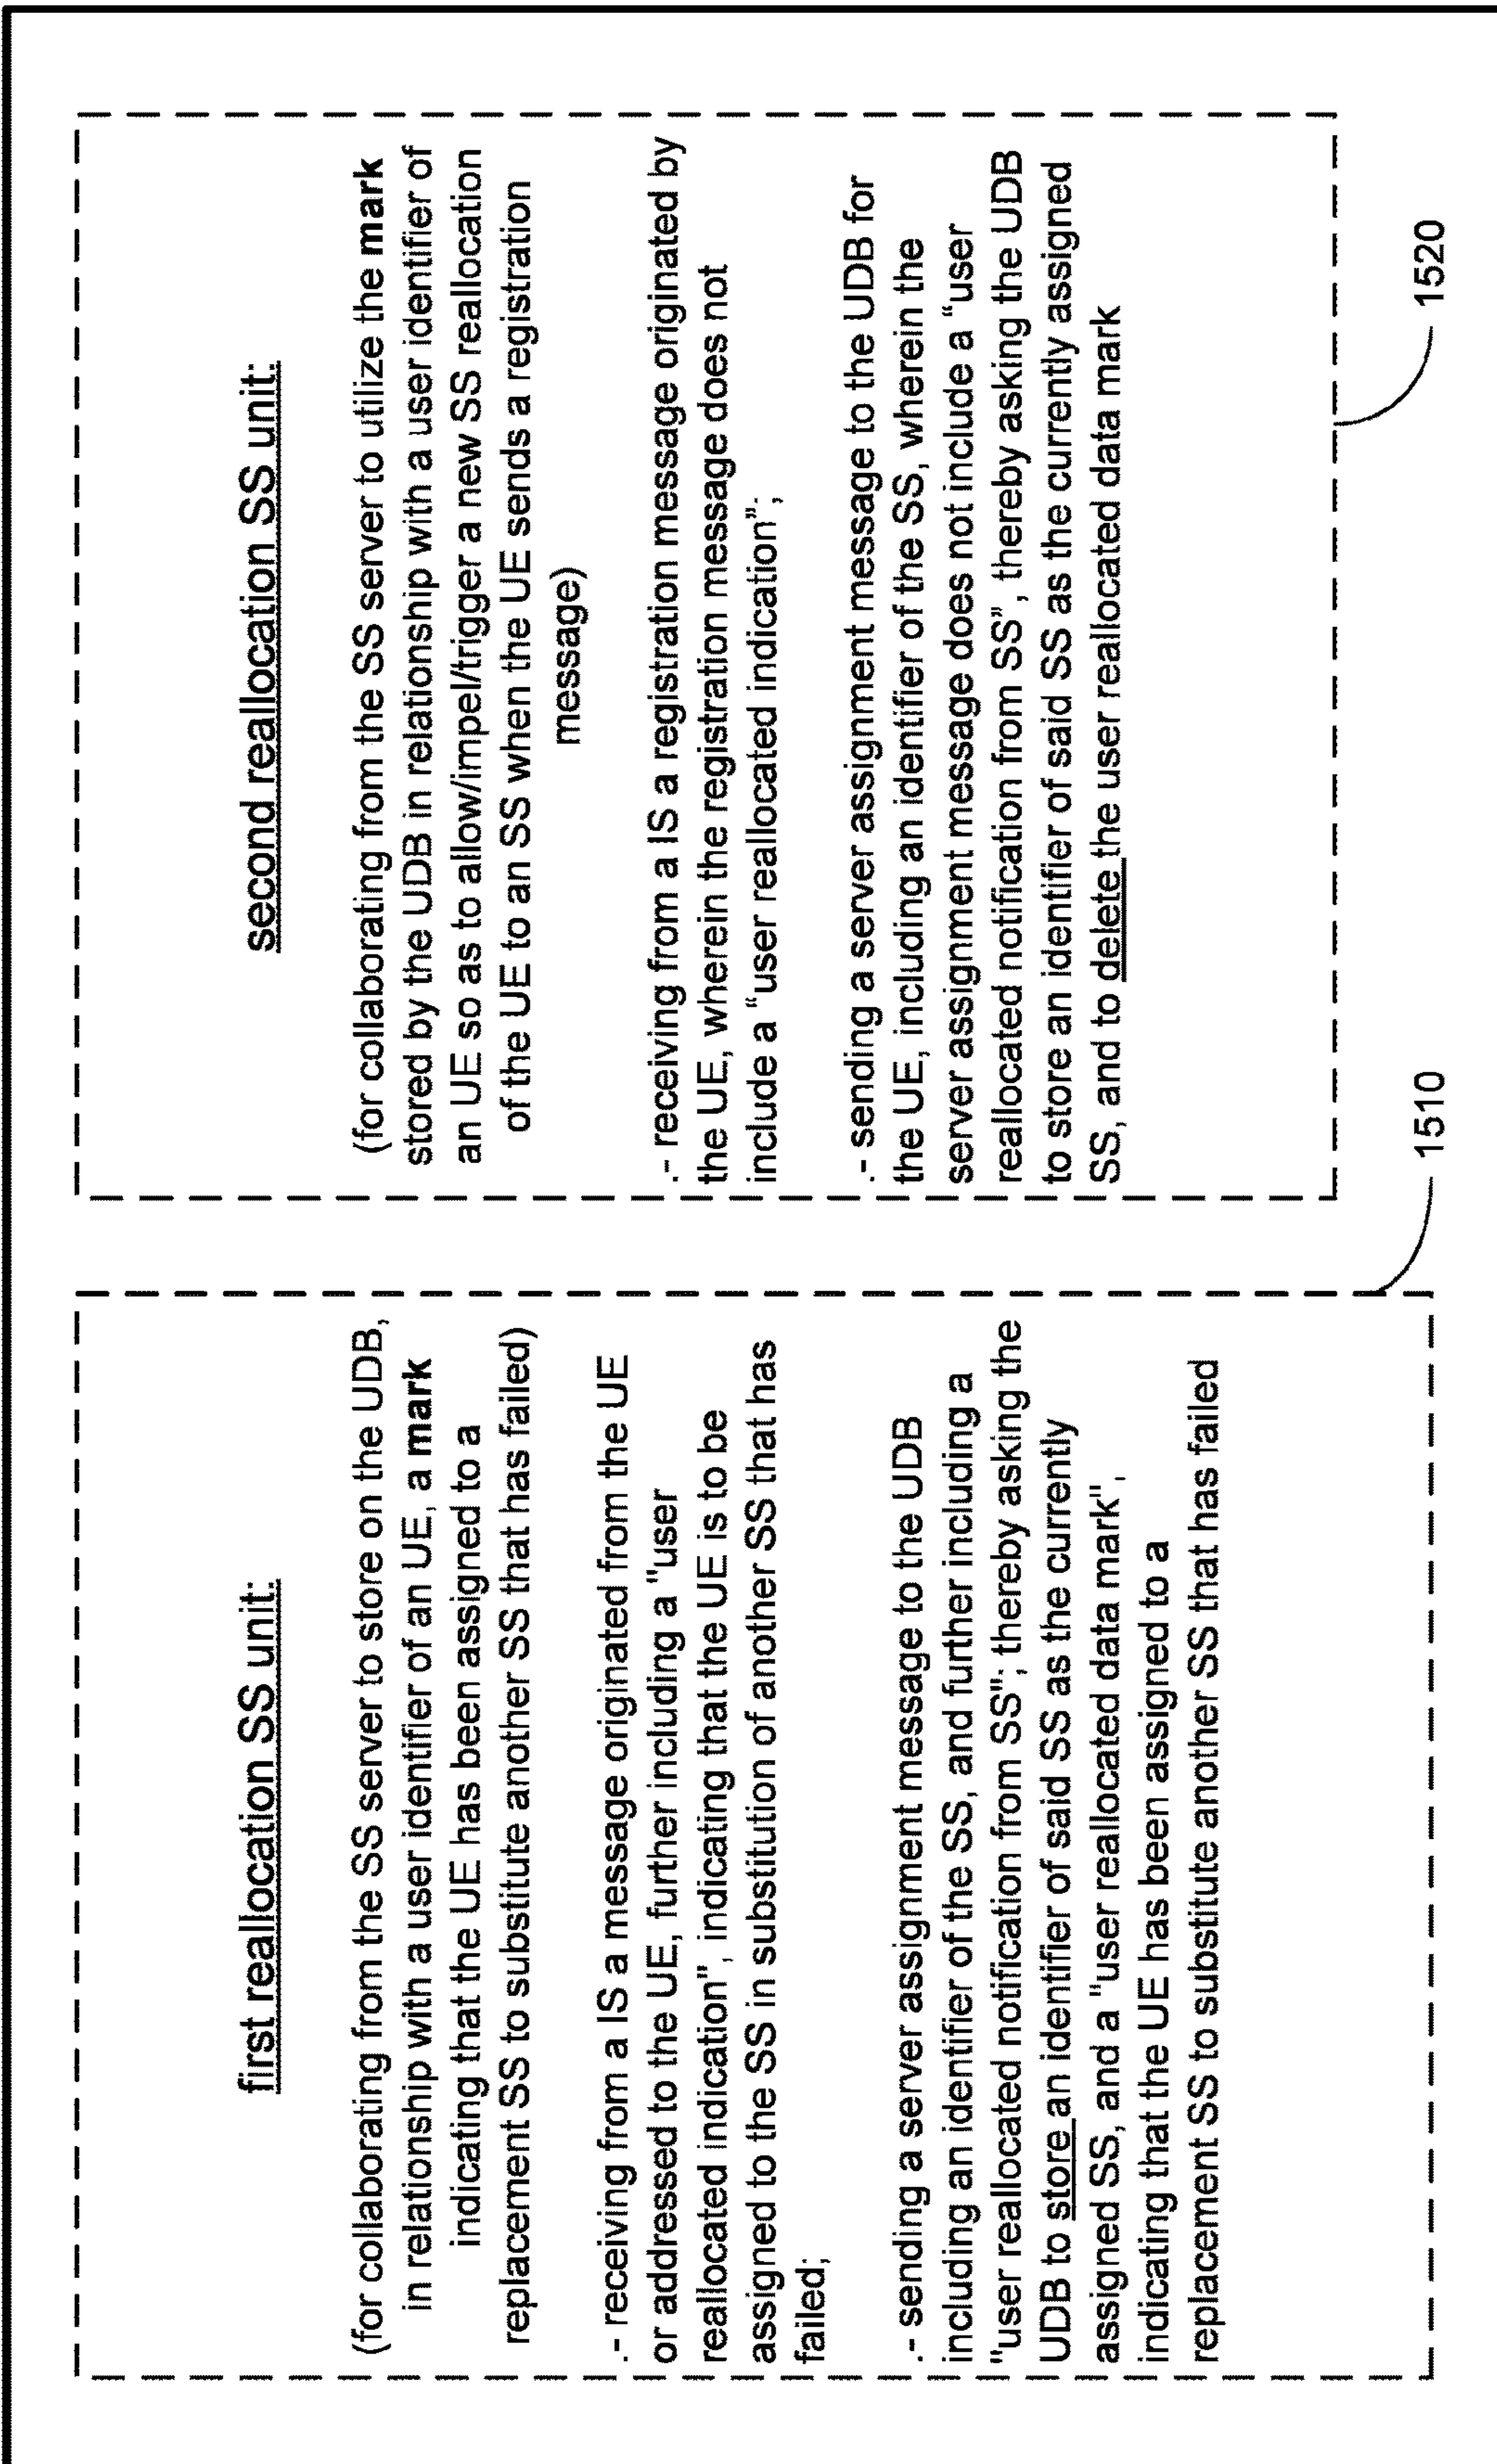 first reallocation SS unit:
(for collaborating from the SS server to store on the UDB,
in relationship with a user identifier of an UE, a mark
indicating that the UE has been assigned to a
replacement SS to substitute another SS that has failed)
.- receiving from a IS a message originated from the UE
or addressed to the UE, further including a "user
reallocated indication", indicating that the UE is to be
assigned to the SS in substitution of another SS that has
failed;
.- sending a server assignment message to the UDB
including an identifier of the SS, and further including a
"user reallocated notification from SS"; thereby asking the
UDB to store an identifier of said SS as the currently
assigned SS, and a "user reallocated data mark",
indicating that the UE has been assigned to a
replacement SS to substitute another SS that has failed
1510
second reallocation SS unit:
(for collaborating from the SS server to utilize the mark
stored by the UDB in relationship with a user identifier of
an UE so as to allow/impel/trigger a new SS reallocation
of the UE to an SS when the UE sends a registration
message)
.- receiving from a IS a registration message originated by
the UE, wherein the registration message does not
include a “user reallocated indication”;
.- sending a server assignment message to the UDB for
the UE, including an identifier of the SS, wherein the
server assignment message does not include a “user
reallocated notification from SS”, thereby asking the UDB
to store an identifier of said SS as the currently assigned
SS, and to delete the user reallocated data mark
1520